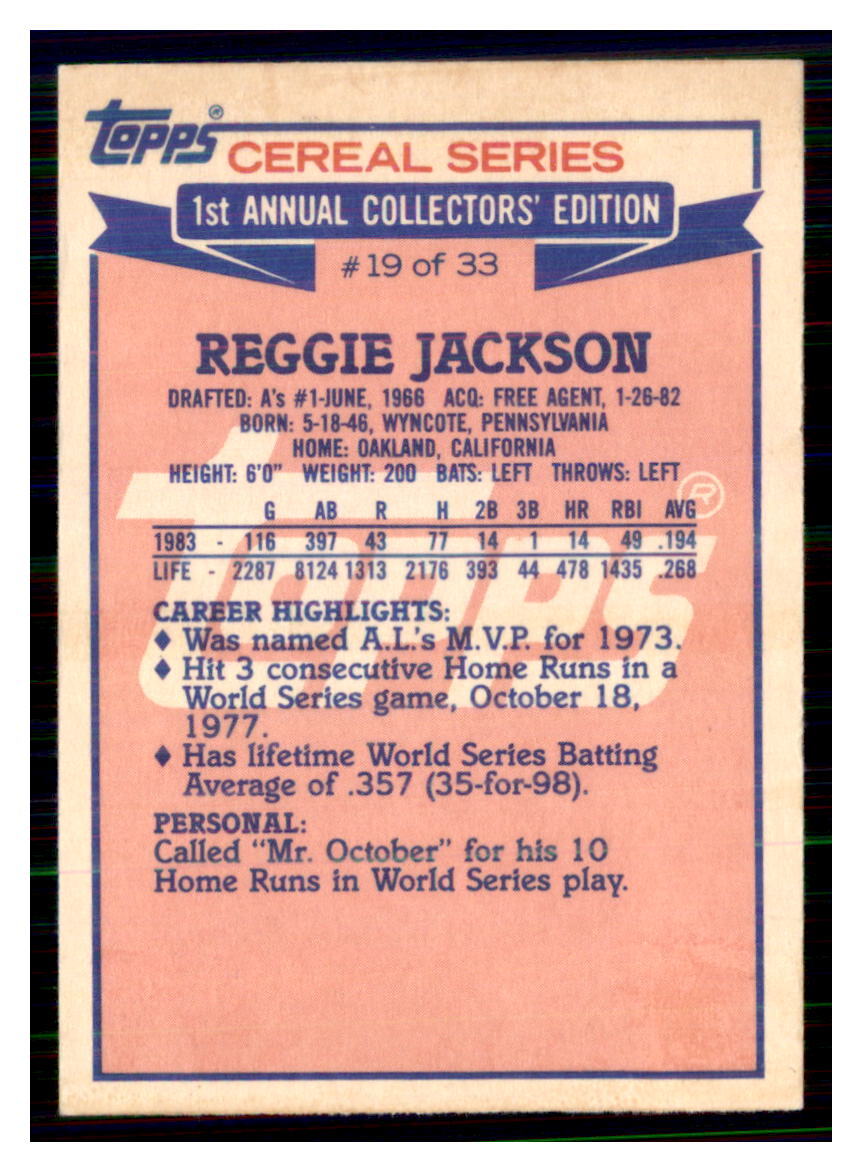 Topps® CEREAL SERIES
1st ANNUAL COLLECTORS' EDITION
#19 of 33
REGGIE JACKSON
DRAFTED: A's #1-JUNE, 1966 ACQ: FREE AGENT, 1-26-82
BORN: 5-18-46, WYNCOTE, PENNSYLVANIA
HOME: OAKLAND, CALIFORNIA
HEIGHT: 6'0" WEIGHT: 200 BATS: LEFT THROWS: LEFT
Topps®
G AB R H 2B 3B HR RBI AVG
1983 - 116 397 43 77 14 1 14 49 .194
LIFE - 2287 8124 1313 2176 393 44 478 1435 .268
CAREER HIGHLIGHTS:
♦ Was named A.L.'s M.V.P. for 1973.
♦ Hit 3 consecutive Home Runs in a
World Series game, October 18,
1977.
♦ Has lifetime World Series Batting
Average of .357 (35-for-98).
PERSONAL:
Called "Mr. October" for his 10
Home Runs in World Series play.